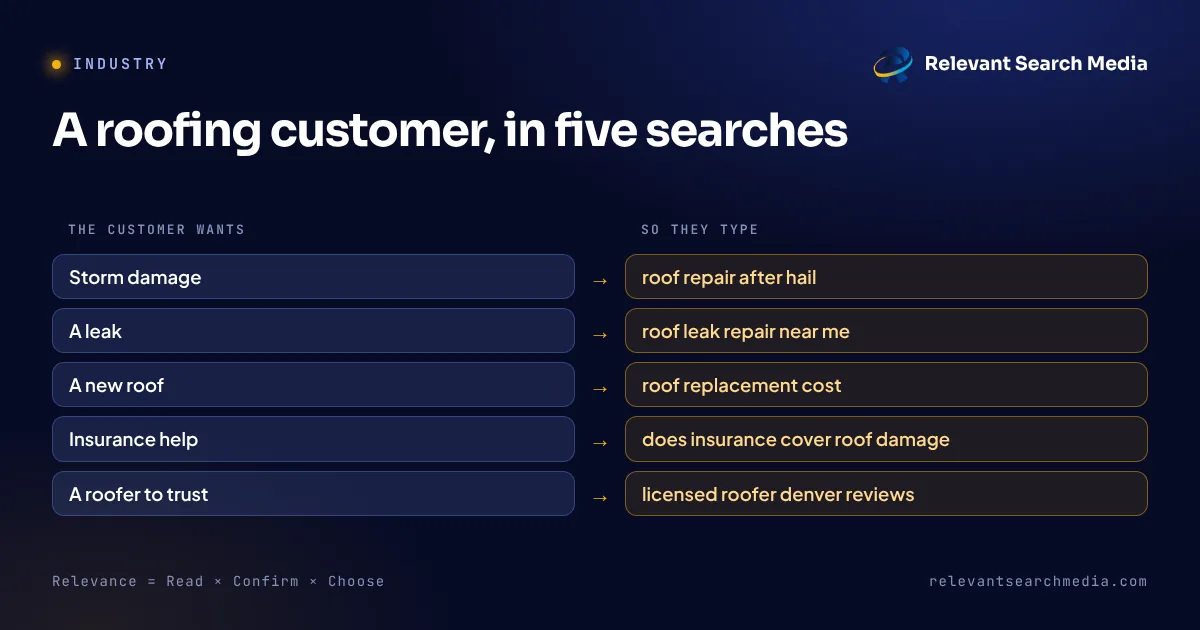 INDUSTRY
Relevant Search Media
A roofing customer, in five searches
THE CUSTOMER WANTS
SO THEY TYPE
Storm damage → roof repair after hail
A leak → roof leak repair near me
A new roof → roof replacement cost
Insurance help → does insurance cover roof damage
A roofer to trust → licensed roofer denver reviews
Relevance = Read × Confirm × Choose
relevantsearchmedia.com